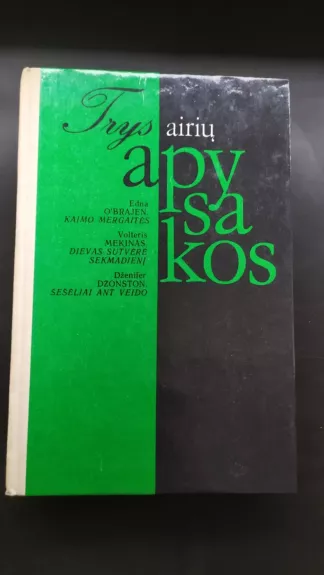 Trys airių
apy
sa
kos
Edna
O'BRAJEN,
KAIMO MERGAITĖS
Volteris
MEKINAS,
DIEVAS SUTVĖRĖ
SEKMADIENĮ
Dženifer
DŽONSTON,
ŠEŠĖLIAI ANT VEIDO